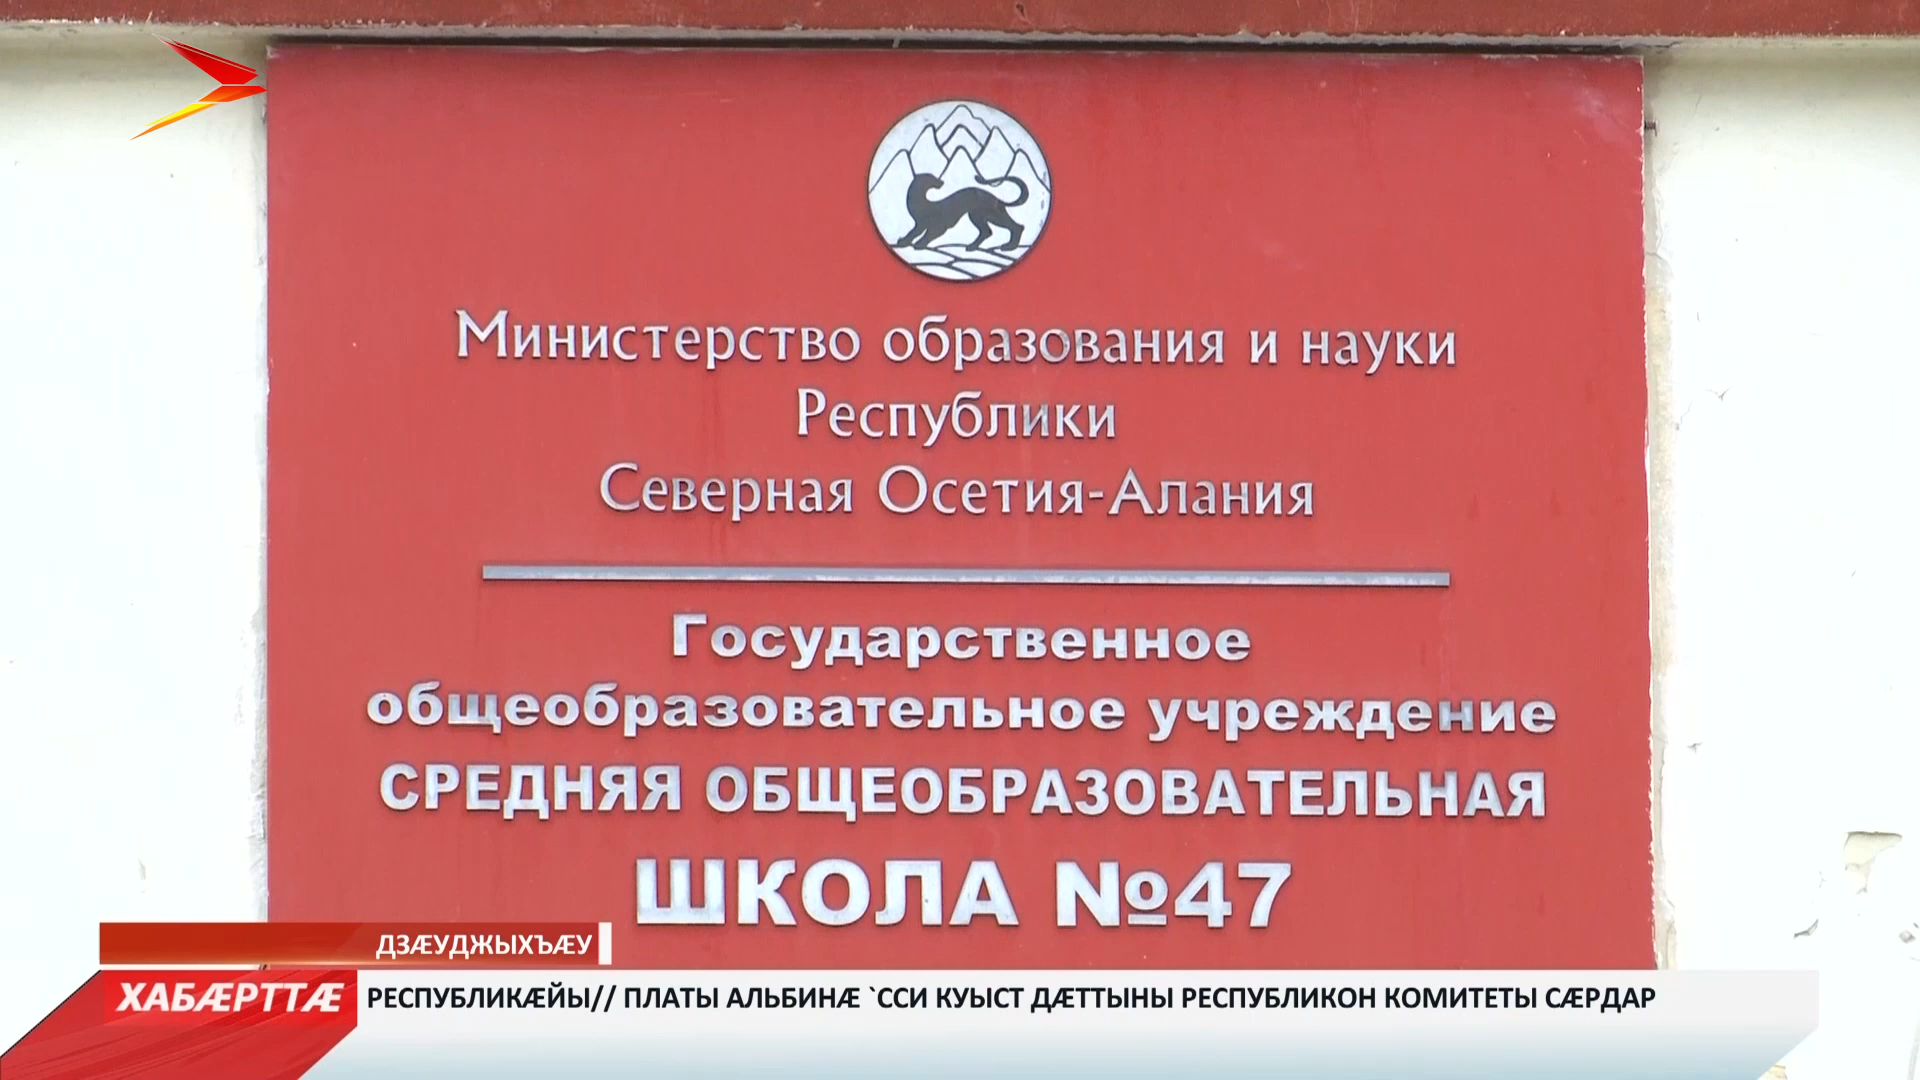 Министерство образования и науки
Республики
Северная Осетия-Алания
Государственное
общеобразовательное учреждение
СРЕДНЯЯ ОБЩЕОБРАЗОВАТЕЛЬНАЯ
ШКОЛА №47
ДЗÆУДЖЫХЪÆУ
ХАБÆРТТÆ
РЕСПУБЛИКÆЙЫ// ПЛАТЫ АЛЬБИНÆ `ССИ КУЫСТ ДÆТТЫНЫ РЕСПУБЛИКОН КОМИТЕТЫ СÆРДАР